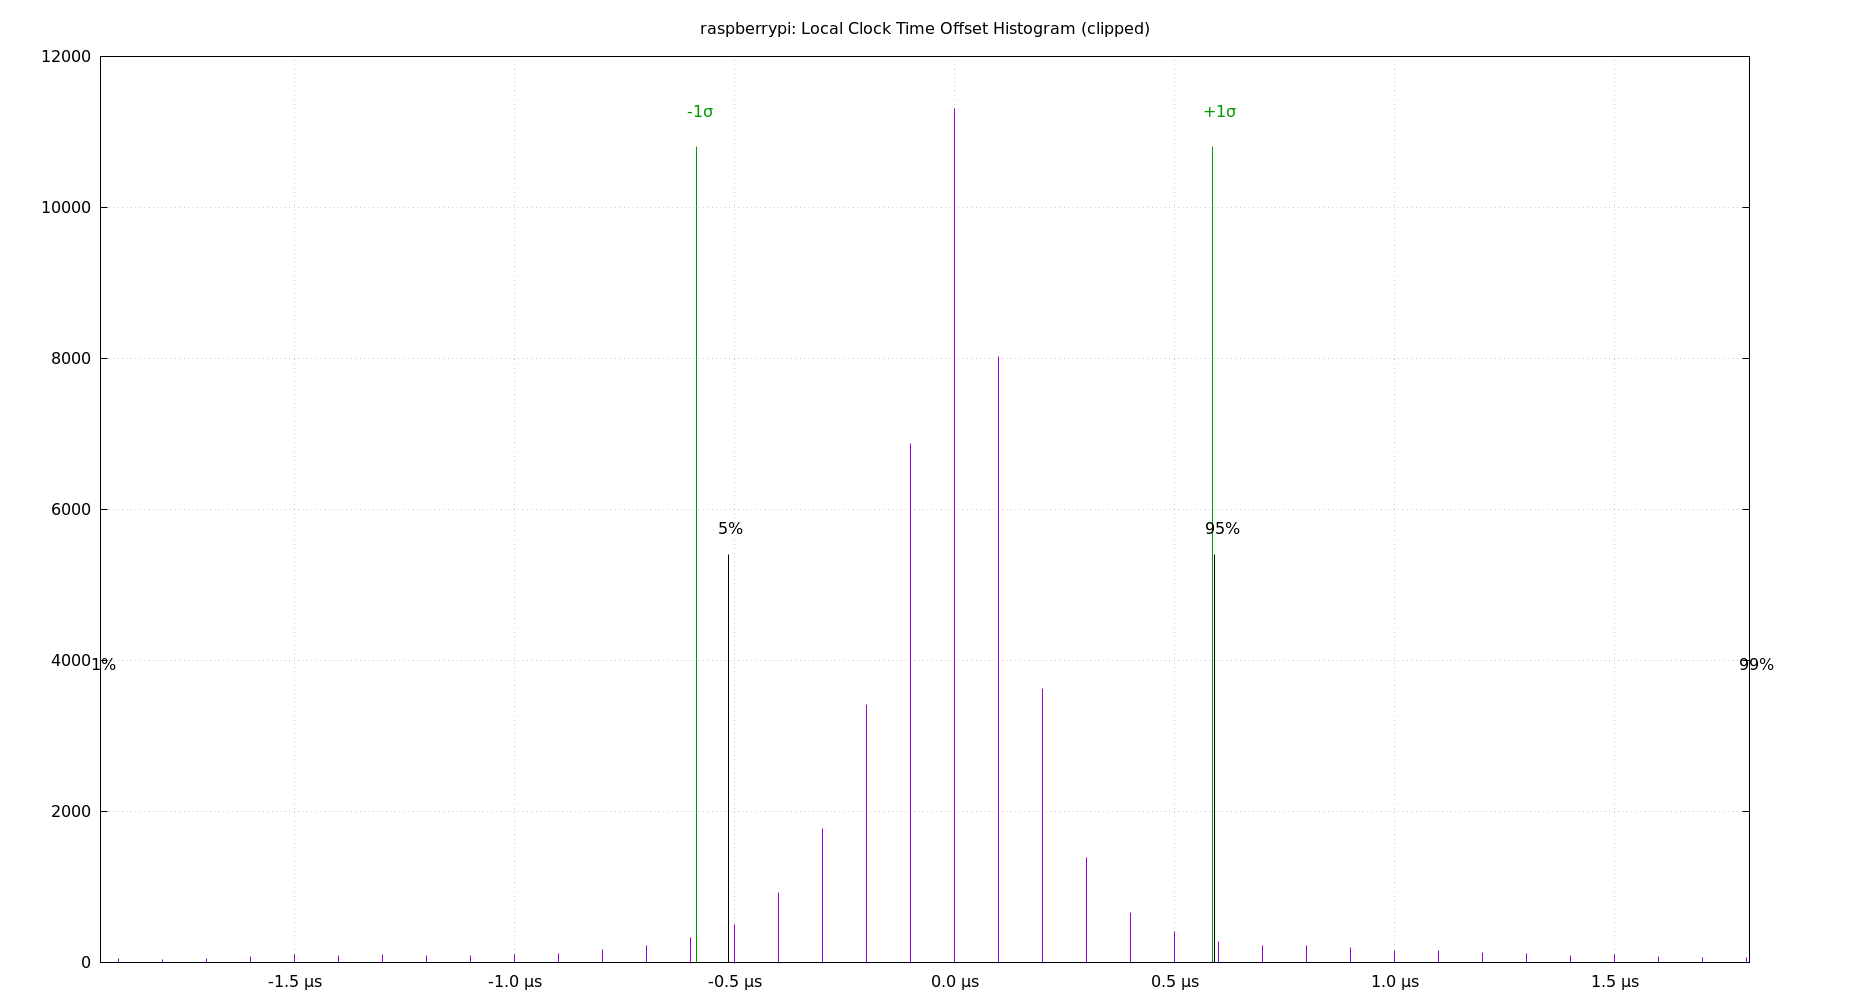 raspberrypi: Local Clock Time Offset Histogram (clipped)
12000
-1σ
+1σ
10000
8000
6000
5%
95%
4000
1%
99%
2000
0
-1.5 μs
-1.0 μs
-0.5 μs
0.0 μs
0.5 μs
1.0 μs
1.5 μs